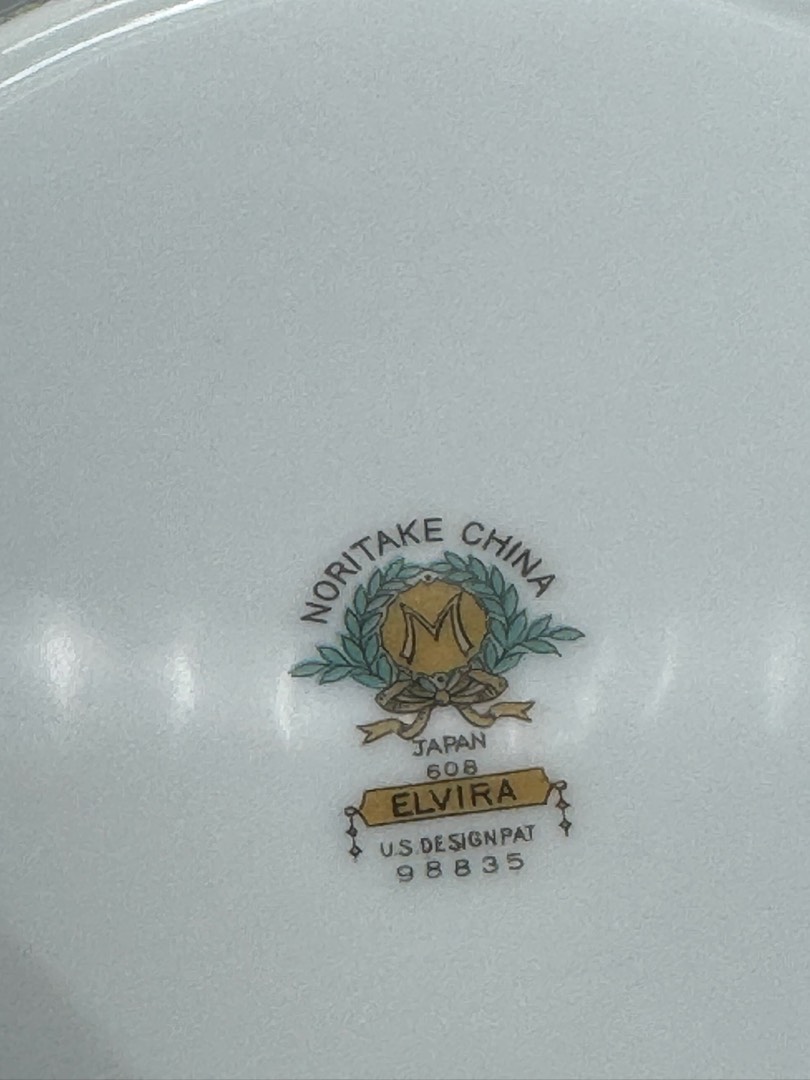 NORITAKE CHINA
M
JAPAN
608
ELVIRA
U.S. DESIGN PAT
98835